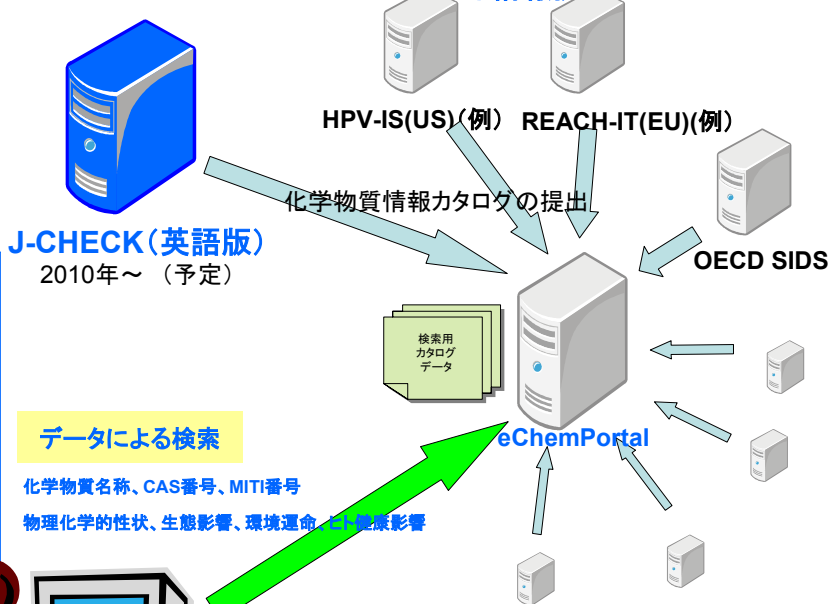 HPV-IS(US)(例)
REACH-IT(EU)(例)
化学物質情報カタログの提出
J-CHECK(英語版)
2010年～ (予定)
OECD SIDS
検索用
カタログ
データ
eChemPortal
データによる検索
化学物質名称、CAS番号、MITI番号
物理化学的性状、生態影響、環境運命、ヒト健康影響